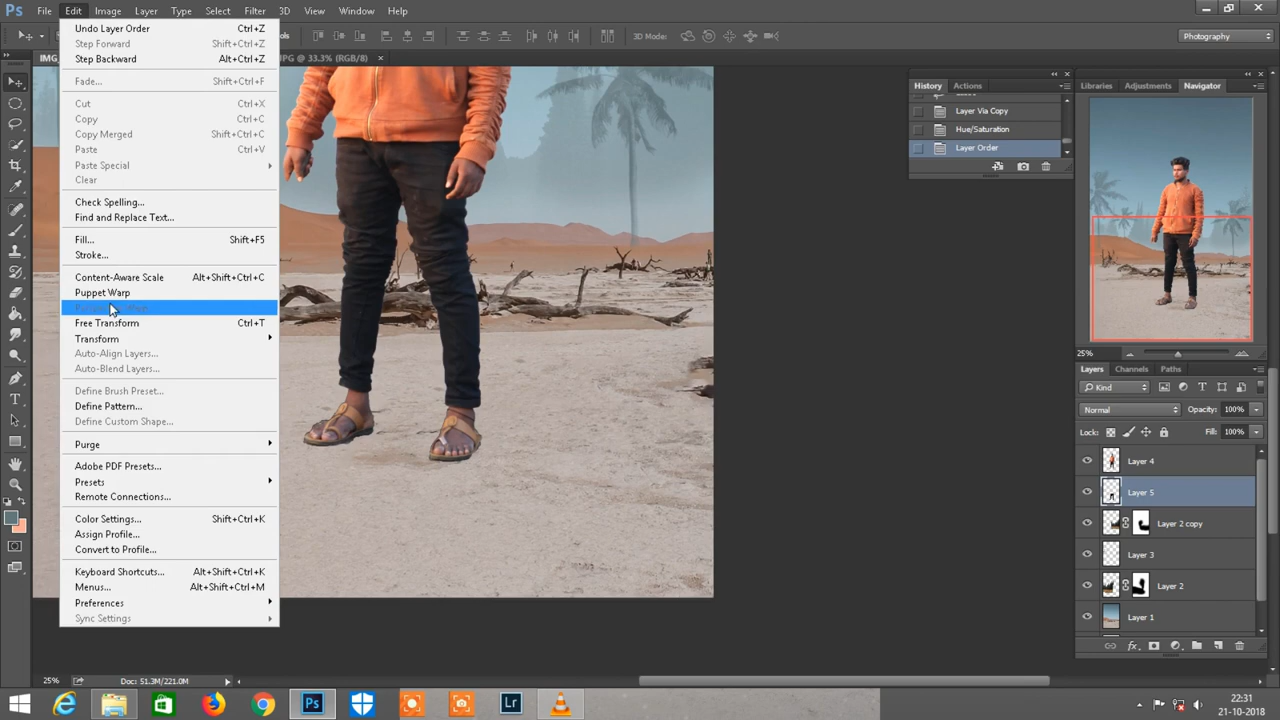 Ps File Edit Image Layer Type Select Filter 3D View Window Help
3D Mode:
Photography
IMG_
JPG @ 33.3% (RGB/8) ×
Undo Layer Order Ctrl+Z
Step Forward Shift+Ctrl+Z
Step Backward Alt+Ctrl+Z
Fade... Shift+Ctrl+F
Cut Ctrl+X
Copy Ctrl+C
Copy Merged Shift+Ctrl+C
Paste Ctrl+V
Paste Special
Clear
Check Spelling...
Find and Replace Text...
Fill... Shift+F5
Stroke...
Content-Aware Scale Alt+Shift+Ctrl+C
Puppet Warp
Free Transform Ctrl+T
Transform
Auto-Align Layers...
Auto-Blend Layers...
Define Brush Preset...
Define Pattern...
Define Custom Shape...
Purge
Adobe PDF Presets...
Presets
Remote Connections...
Color Settings... Shift+Ctrl+K
Assign Profile...
Convert to Profile...
Keyboard Shortcuts... Alt+Shift+Ctrl+K
Menus... Alt+Shift+Ctrl+M
Preferences
Sync Settings
History Actions
Layer Via Copy
Hue/Saturation
Layer Order
Libraries Adjustments Navigator
25%
Layers Channels Paths
Kind
Normal Opacity: 100%
Lock: Fill: 100%
Layer 4
Layer 5
Layer 2 copy
Layer 3
Layer 2
Layer 1
25% Doc: 51.3M/221.0M
Ps Lr
22:31
21-10-2018